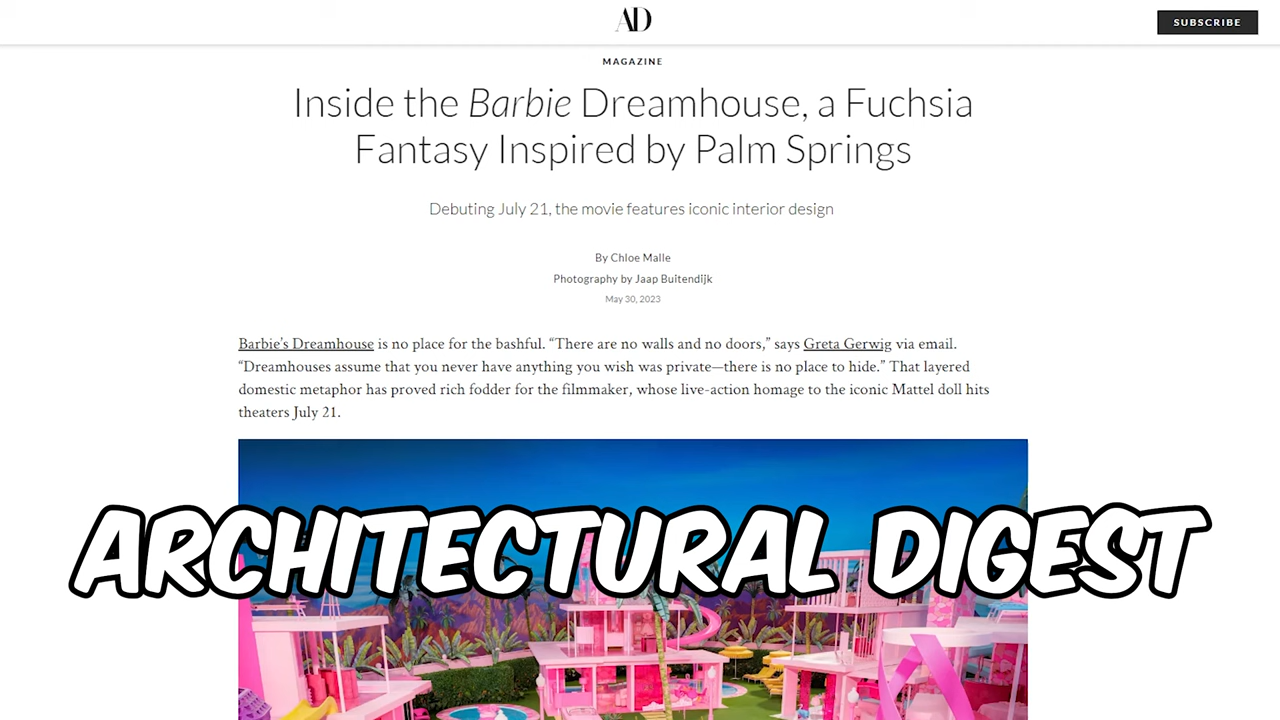 AD
SUBSCRIBE
MAGAZINE
Inside the Barbie Dreamhouse, a Fuchsia
Fantasy Inspired by Palm Springs
Debuting July 21, the movie features iconic interior design
By Chloe Malle
Photography by Jaap Buitendijk
May 30, 2023
Barbie’s Dreamhouse is no place for the bashful. “There are no walls and no doors,” says Greta Gerwig via email.
“Dreamhouses assume that you never have anything you wish was private—there is no place to hide.” That layered
domestic metaphor has proved rich fodder for the filmmaker, whose live-action homage to the iconic Mattel doll hits
theaters July 21.
ARCHITECTURAL DIGEST